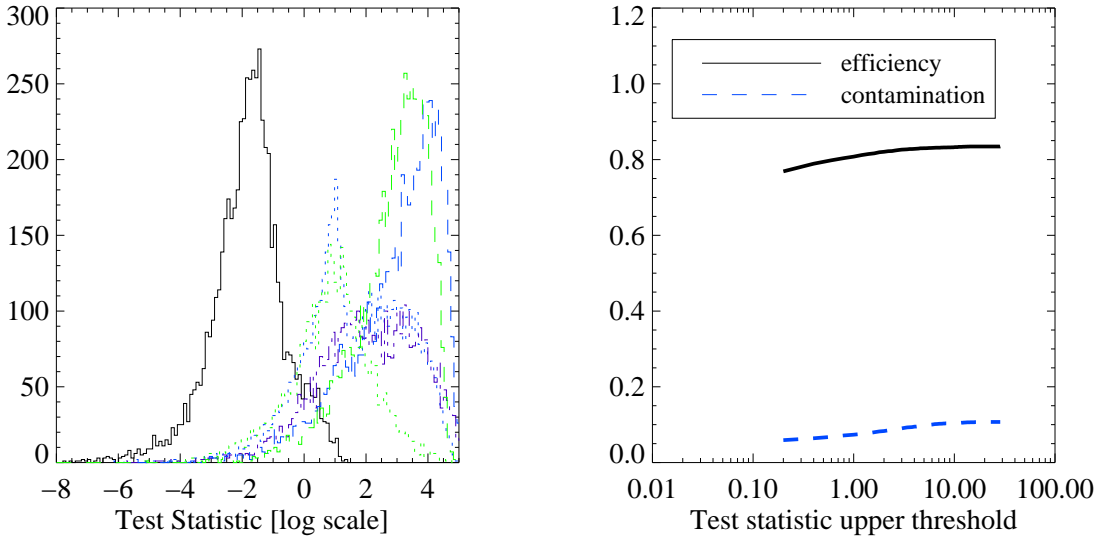 300
250
200
150
100
50
0
−8 −6 −4 −2 0 2 4
Test Statistic [log scale]
1.2
1.0
0.8
0.6
0.4
0.2
0.0
efficiency
contamination
0.01 0.10 1.00 10.00 100.00
Test statistic upper threshold